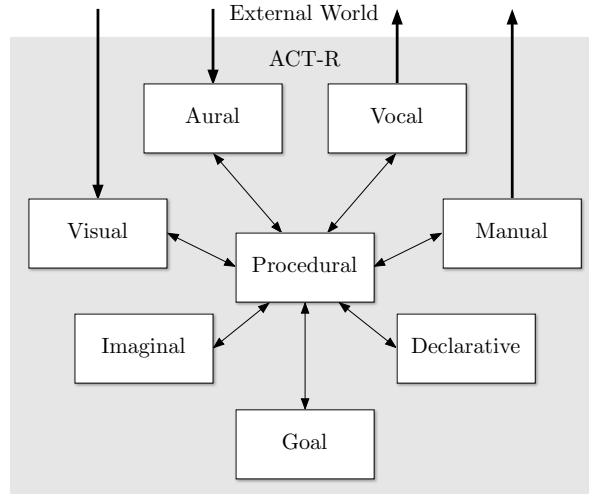 External World
ACT-R
Aural
Vocal
Visual
Manual
Procedural
Imaginal
Declarative
Goal